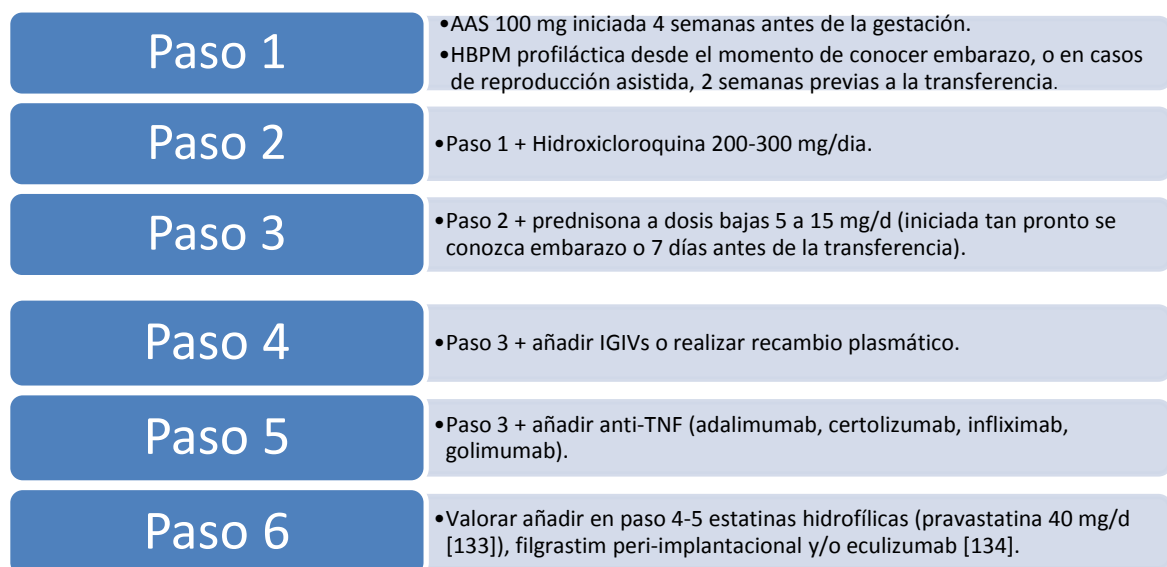 Paso 1
•AAS 100 mg iniciada 4 semanas antes de la gestación.
•HBPM profiláctica desde el momento de conocer embarazo, o en casos
de reproducción asistida, 2 semanas previas a la transferencia.
Paso 2
•Paso 1 + Hidroxicloroquina 200-300 mg/dia.
Paso 3
•Paso 2 + prednisona a dosis bajas 5 a 15 mg/d (iniciada tan pronto se
conozca embarazo o 7 días antes de la transferencia).
Paso 4
•Paso 3 + añadir IGIVs o realizar recambio plasmático.
Paso 5
•Paso 3 + añadir anti-TNF (adalimumab, certolizumab, infliximab,
golimumab).
Paso 6
•Valorar añadir en paso 4-5 estatinas hidrofílicas (pravastatina 40 mg/d
[133]), filgrastim peri-implantacional y/o eculizumab [134].